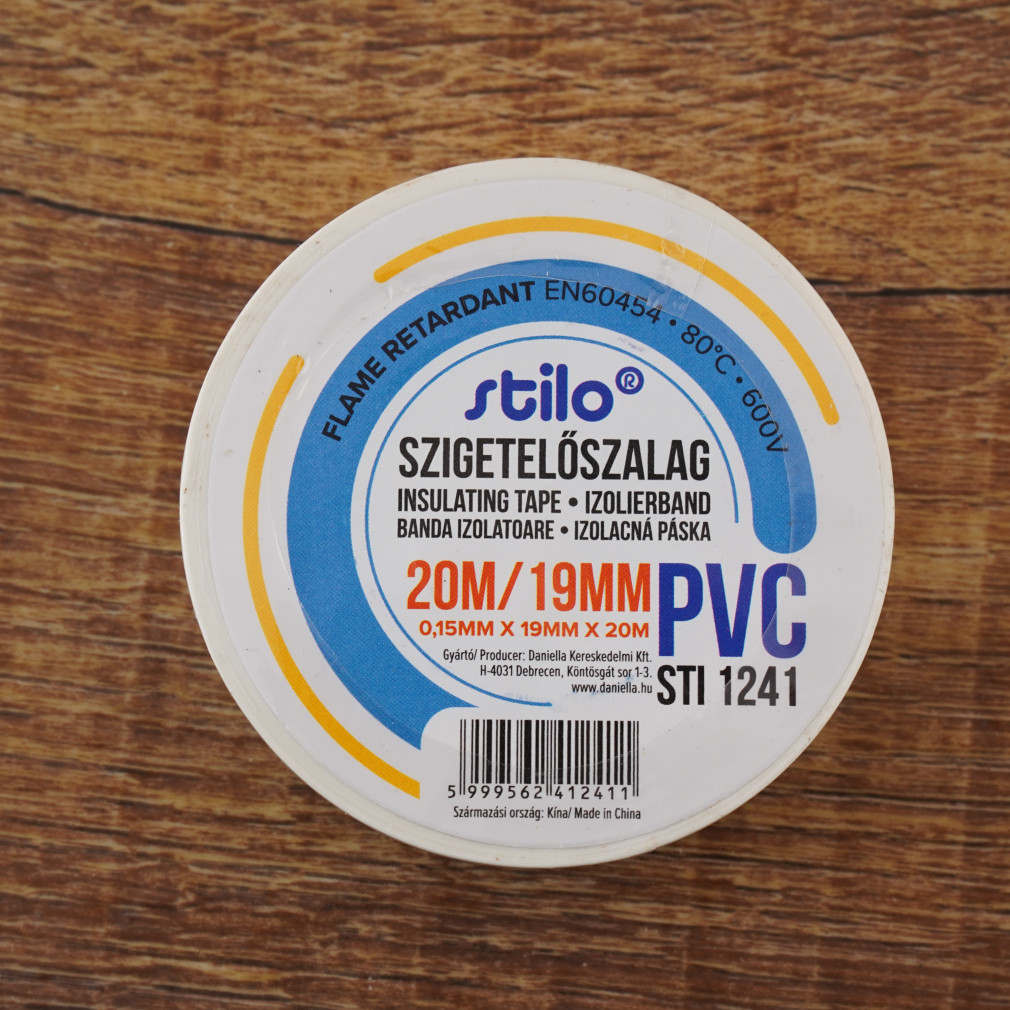 FLAME RETARDANT EN60454 • 80°C • 600V
stilo®
SZIGETELŐSZALAG
INSULATING TAPE • IZOLIERBAND
BANDA IZOLATOARE • IZOLACNÁ PÁSKA
20M/19MM
0,15MM X 19MM X 20M
PVC
Gyártó/ Producer: Daniella Kereskedelmi Kft.
H-4031 Debrecen, Köntösgát sor 1-3.
www.daniella.hu
STI 1241
5 999562 412411
Származási ország: Kína/ Made in China